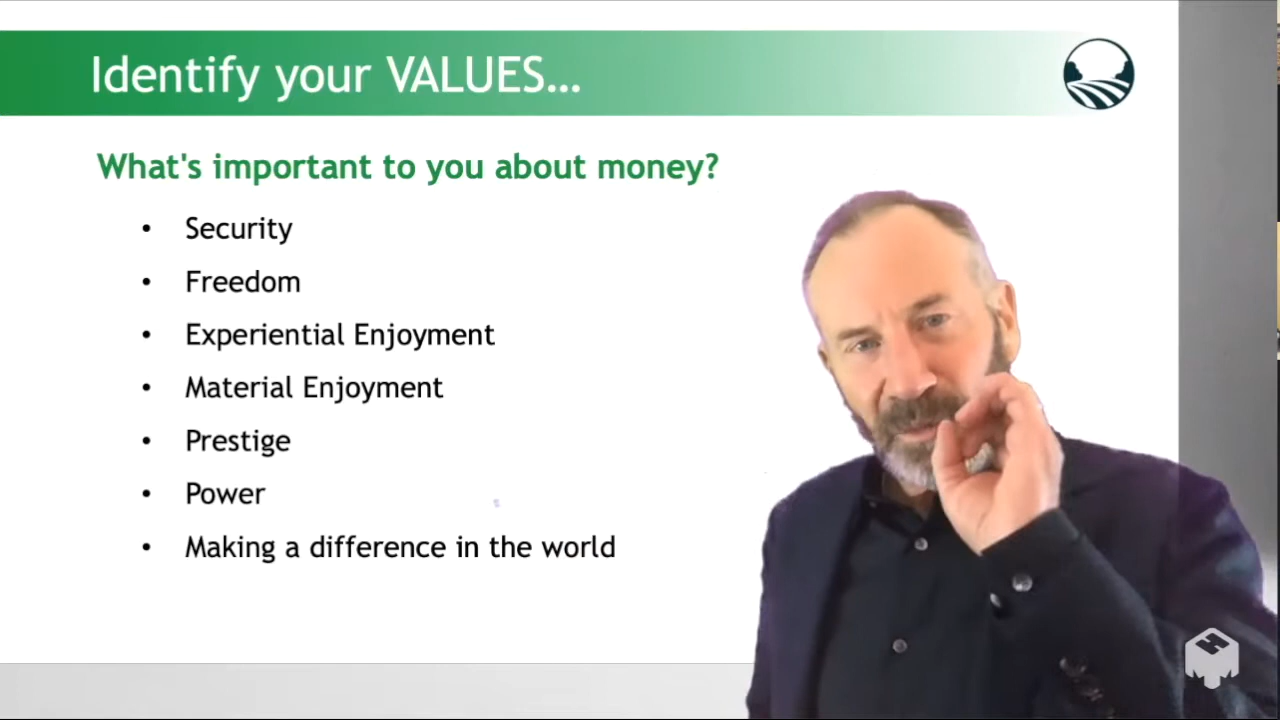 Identify your VALUES...
What's important to you about money?
• Security
• Freedom
• Experiential Enjoyment
• Material Enjoyment
• Prestige
• Power
• Making a difference in the world